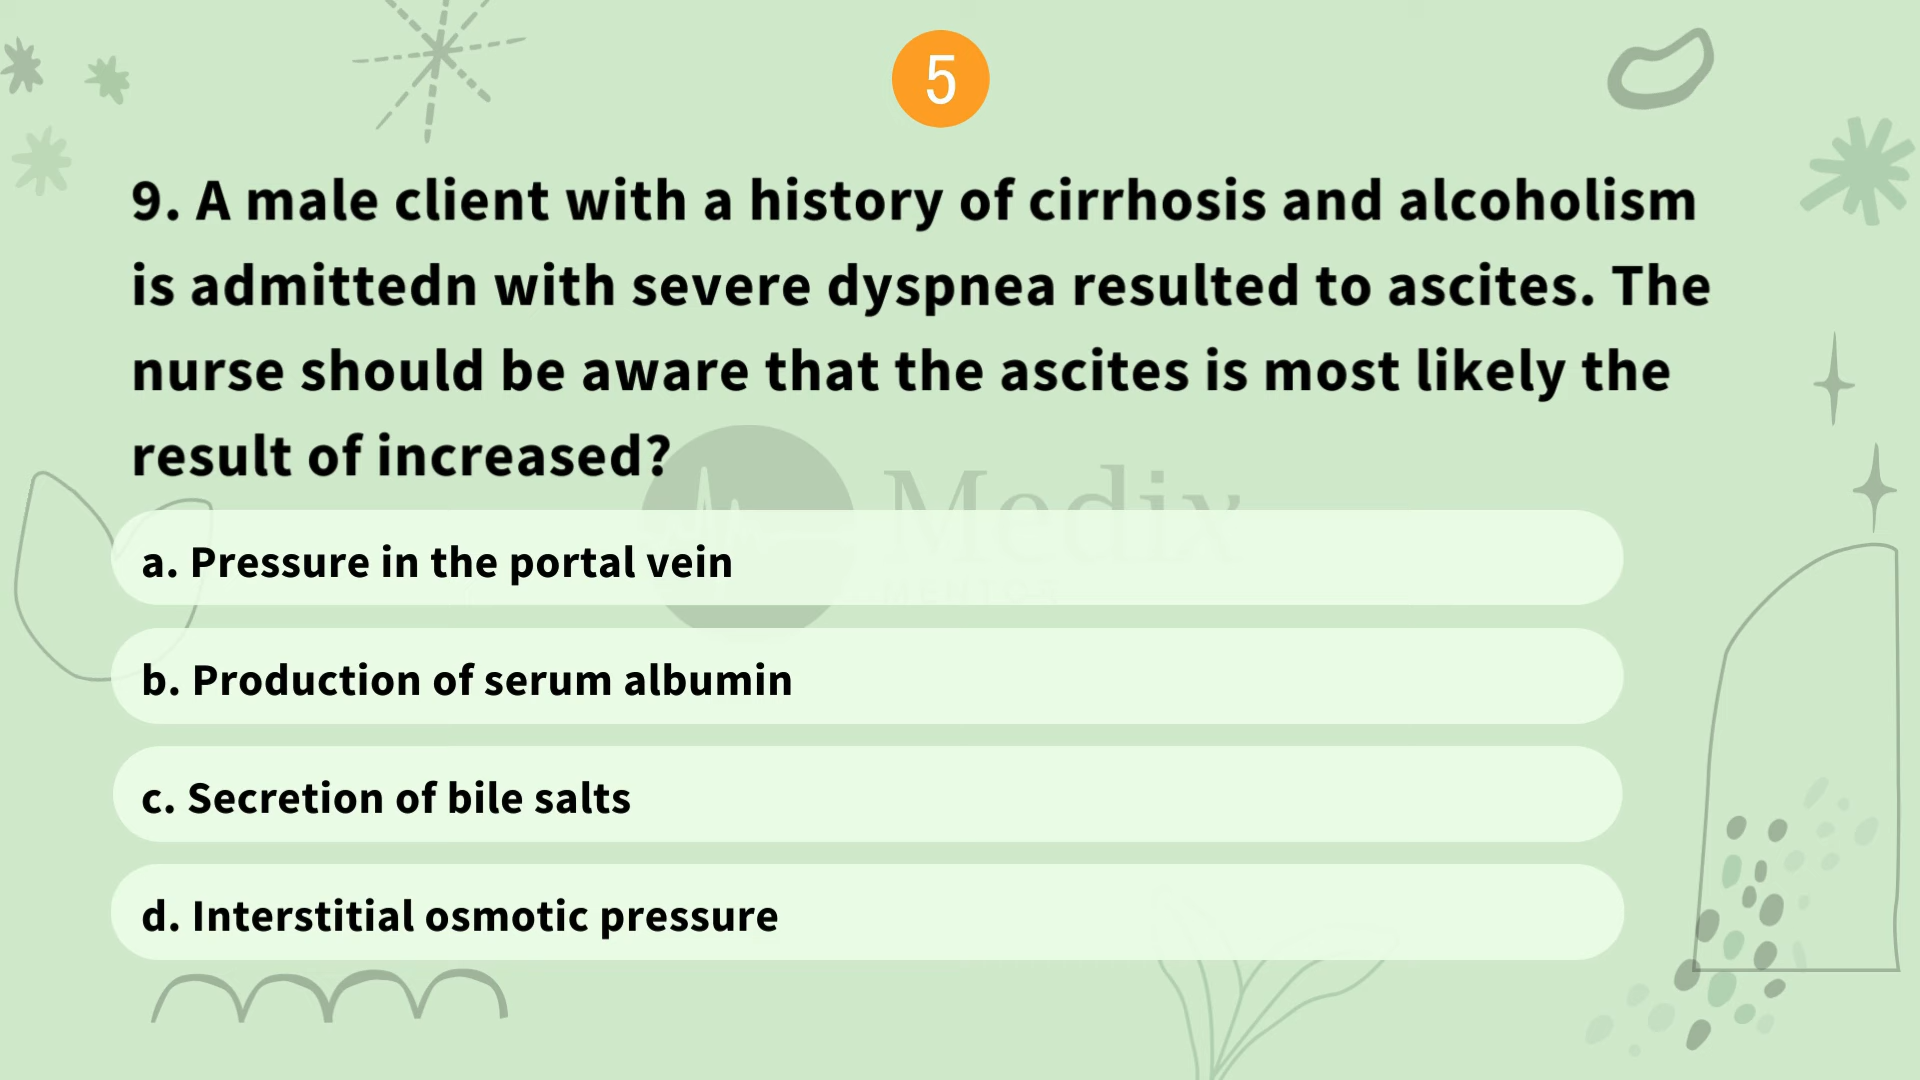 5
9. A male client with a history of cirrhosis and alcoholism
is admittedn with severe dyspnea resulted to ascites. The
nurse should be aware that the ascites is most likely the
result of increased?
Medix
a. Pressure in the portal vein
b. Production of serum albumin
c. Secretion of bile salts
d. Interstitial osmotic pressure